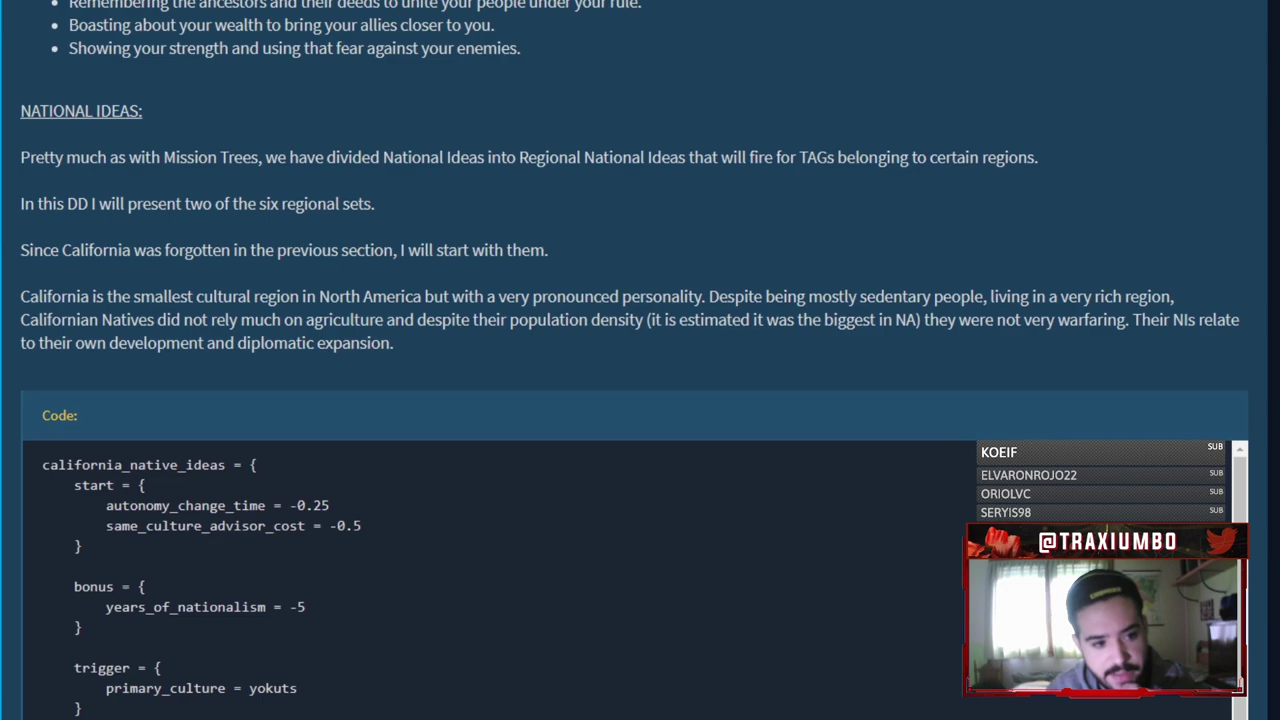 Remembering the ancestors and their deeds to unite your people under your rule.
Boasting about your wealth to bring your allies closer to you.
Showing your strength and using that fear against your enemies.
NATIONAL IDEAS:
Pretty much as with Mission Trees, we have divided National Ideas into Regional National Ideas that will fire for TAGs belonging to certain regions.
In this DD I will present two of the six regional sets.
Since California was forgotten in the previous section, I will start with them.
California is the smallest cultural region in North America but with a very pronounced personality. Despite being mostly sedentary people, living in a very rich region,
Californian Natives did not rely much on agriculture and despite their population density (it is estimated it was the biggest in NA) they were not very warfaring. Their NIs relate
to their own development and diplomatic expansion.
Code:
california_native_ideas = {
start = {
autonomy_change_time = -0.25
same_culture_advisor_cost = -0.5
}
bonus = {
years_of_nationalism = -5
}
trigger = {
primary_culture = yokuts
}
KOEIF SUB
ELVARONROJO22 SUB
ORIOLVC SUB
SERYIS98 SUB
@TRAXIUMBO